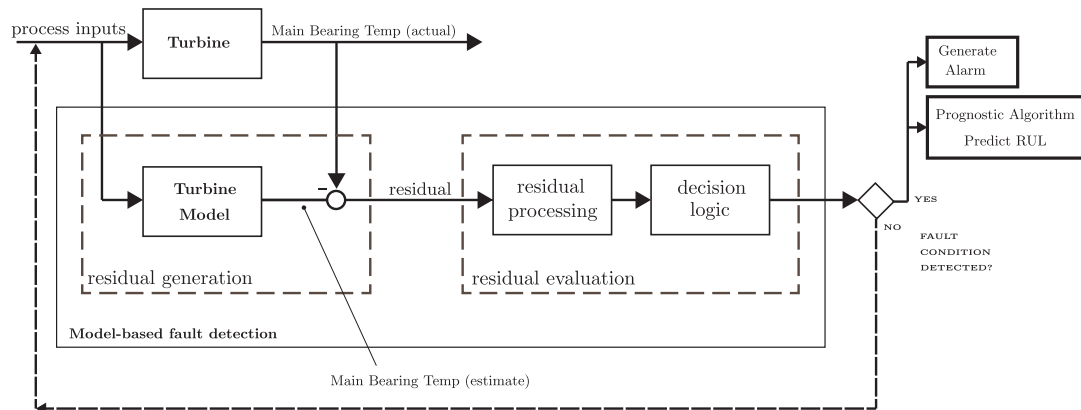 process inputs
Turbine
Main Bearing Temp (actual)
Generate
Alarm
Prognostic Algorithm
Predict RUL
Turbine
Model
–
residual
residual
processing
decision
logic
YES
NO
FAULT
CONDITION
DETECTED?
residual generation
residual evaluation
Model-based fault detection
Main Bearing Temp (estimate)